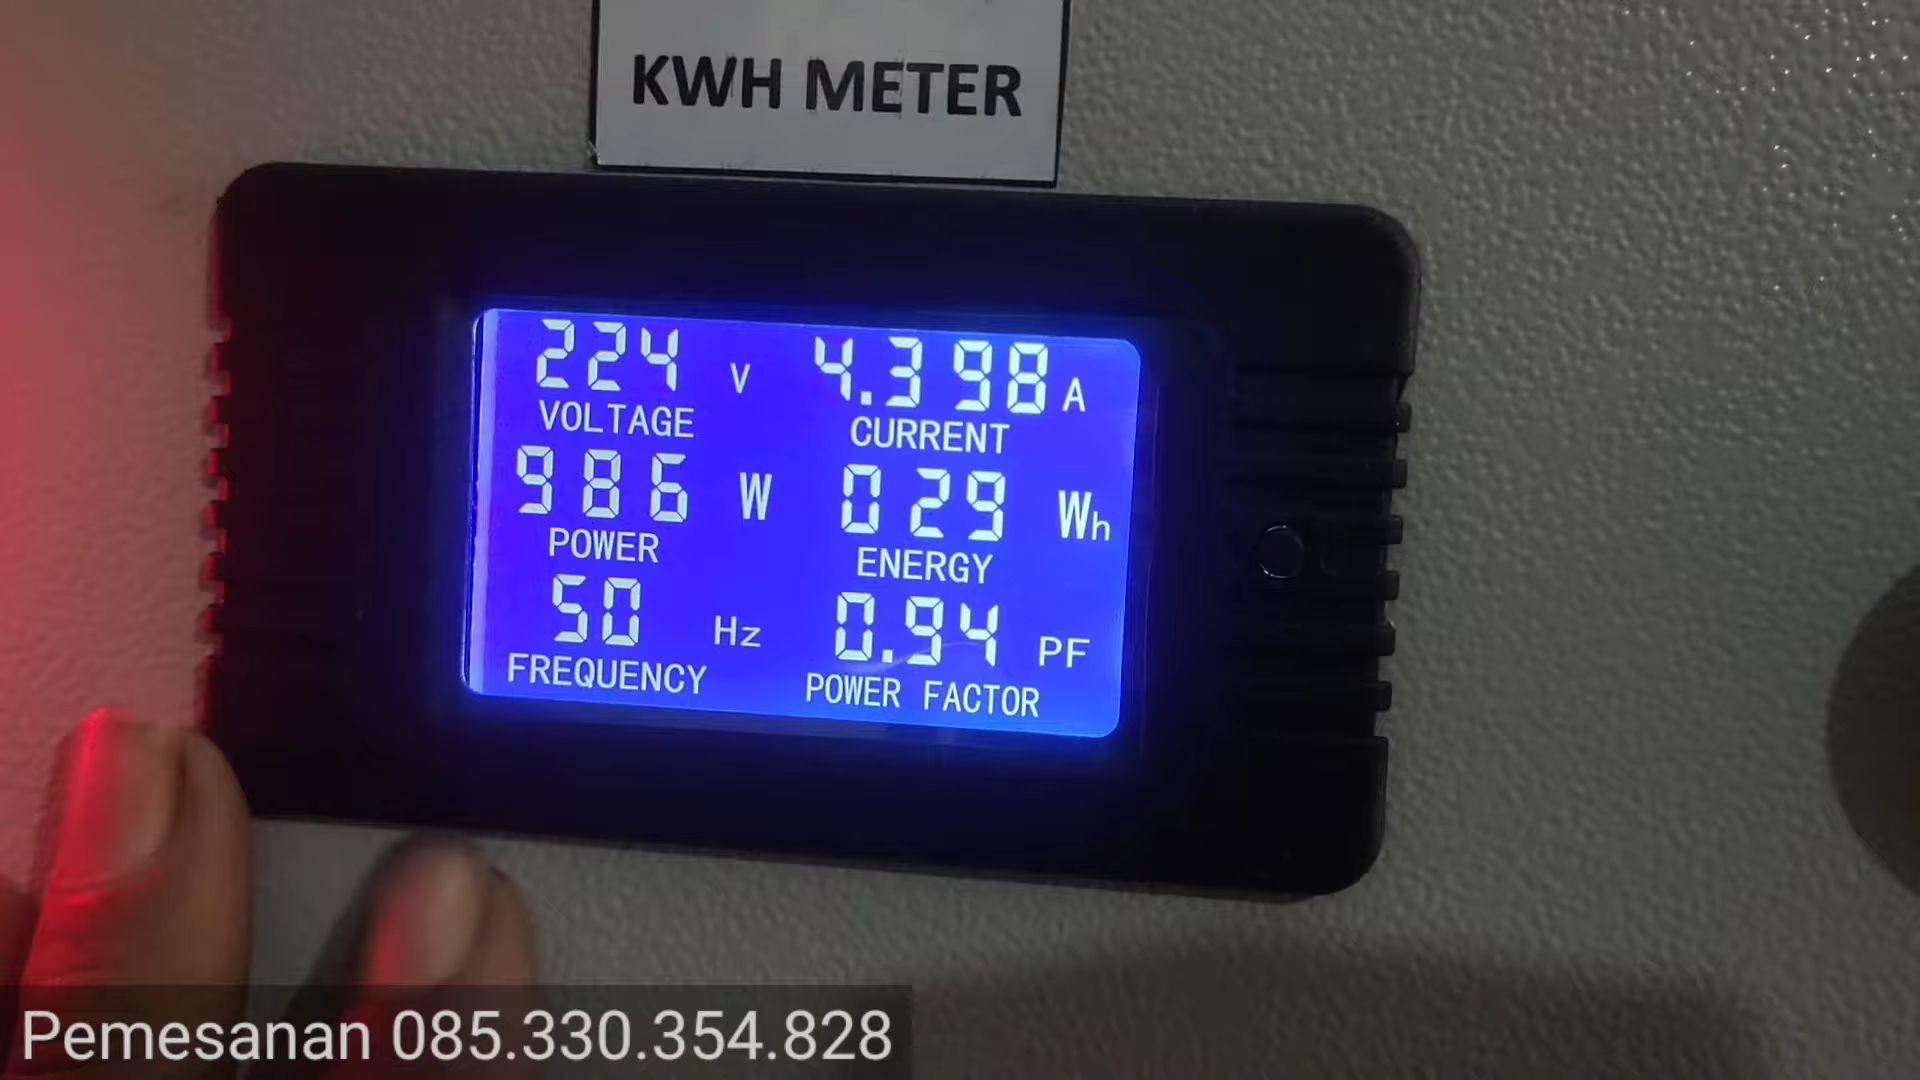 KWH METER
224 V 4.398 A
VOLTAGE CURRENT
986 W 029 Wh
POWER ENERGY
50 Hz 0.94 PF
FREQUENCY POWER FACTOR
Pemesanan 085.330.354.828